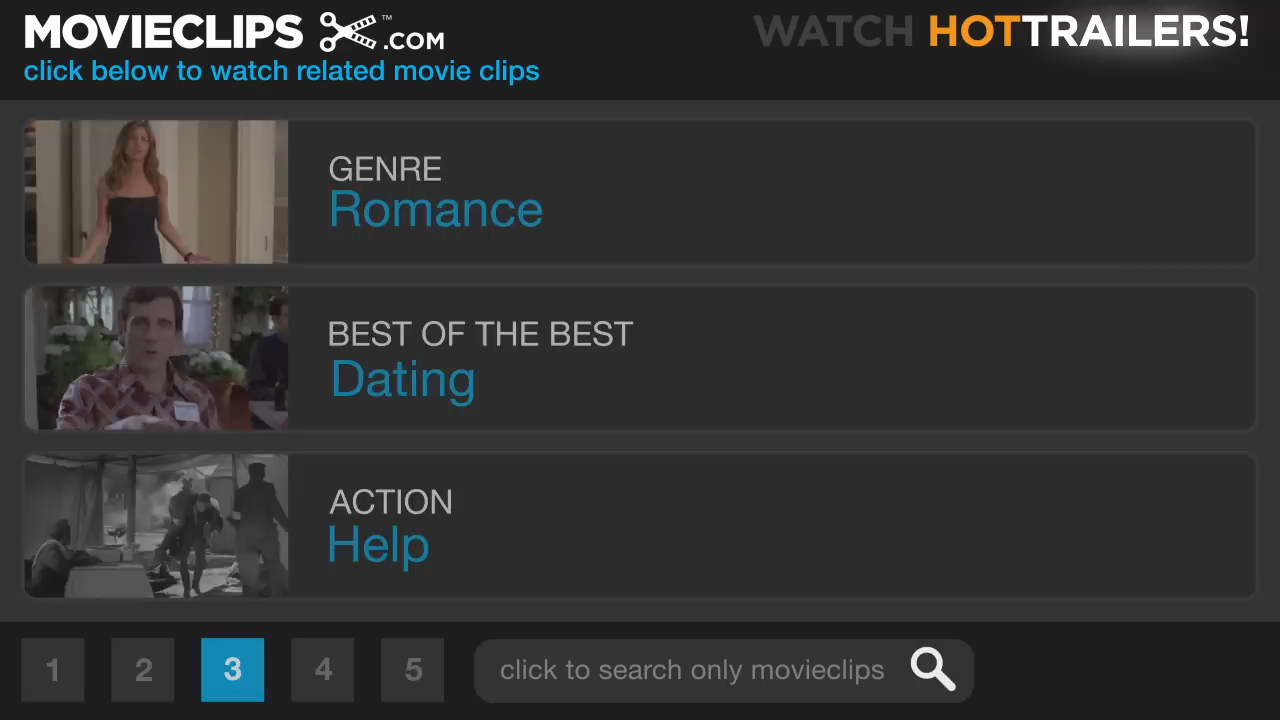 MOVIECLIPS ™ .COM
WATCH HOTTRAILERS!
click below to watch related movie clips
GENRE
Romance
BEST OF THE BEST
Dating
ACTION
Help
1 2 3 4 5 click to search only movieclips